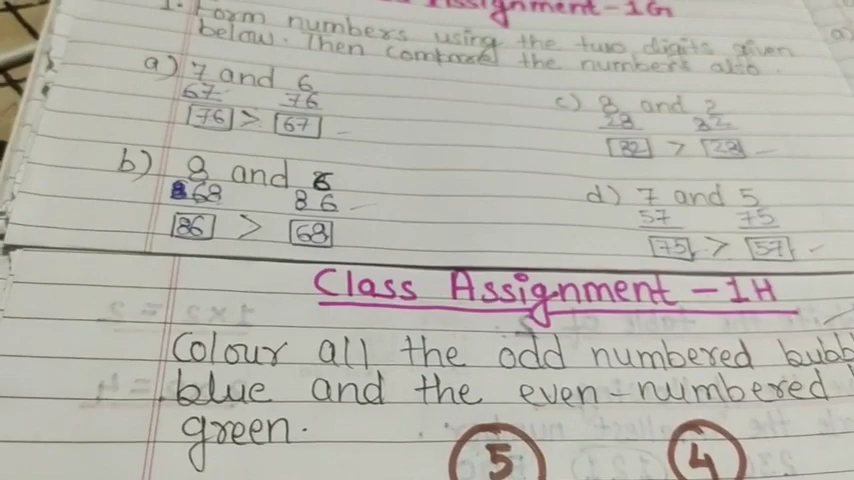 Assignment-1G
1. Form numbers using the two digits given
below. Then compare the numbers also.
a) 7 and 6
67 76
76 > 67
b) 8 and 6
68 86
86 > 68
c) 8 and 2
28 82
82 > 28
d) 7 and 5
57 75
75 > 57
Class Assignment-1H
Colour all the odd numbered bubb
blue and the even-numbered
green.
5 4